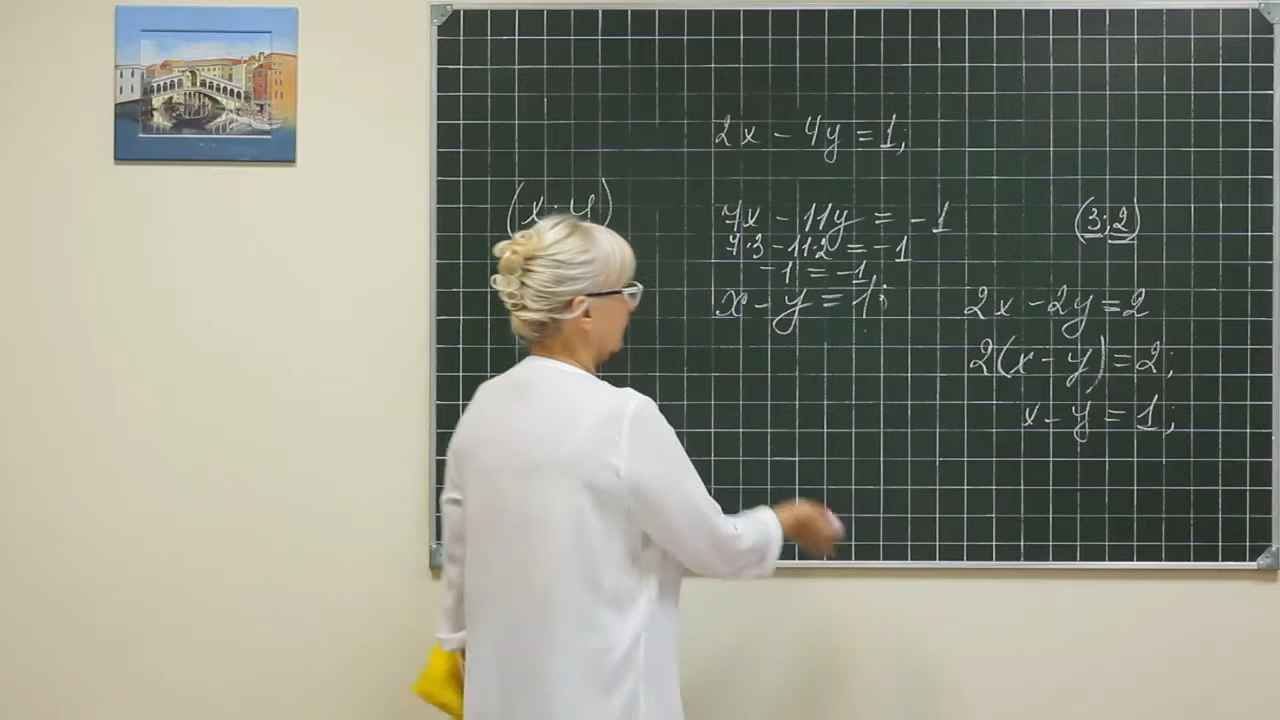 2x - 4y = 1;
(x; y)
7x - 11y = -1
(3; 2)
7·3 - 11·2 = -1
-1 = -1
x - y = 1;
2x - 2y = 2
2(x - y) = 2;
x - y = 1;